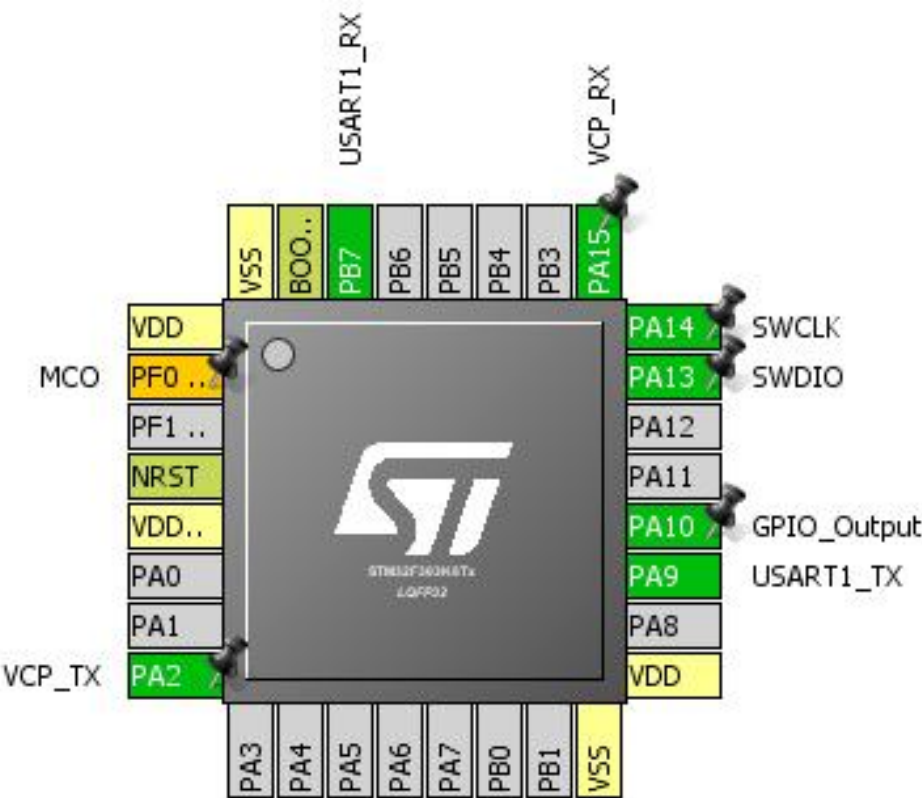 USART1_RX
VCP_RX
VSS
BOO..
PB7
PB6
PB5
PB4
PB3
PA15
VDD
MCO
PF0 ..
PF1 ..
NRST
VDD..
PA0
PA1
VCP_TX
PA2
PA14
SWCLK
PA13
SWDIO
PA12
PA11
PA10
GPIO_Output
PA9
USART1_TX
PA8
VDD
ST
STM32F303K8Tx
LQFP32
PA3
PA4
PA5
PA6
PA7
PB0
PB1
VSS